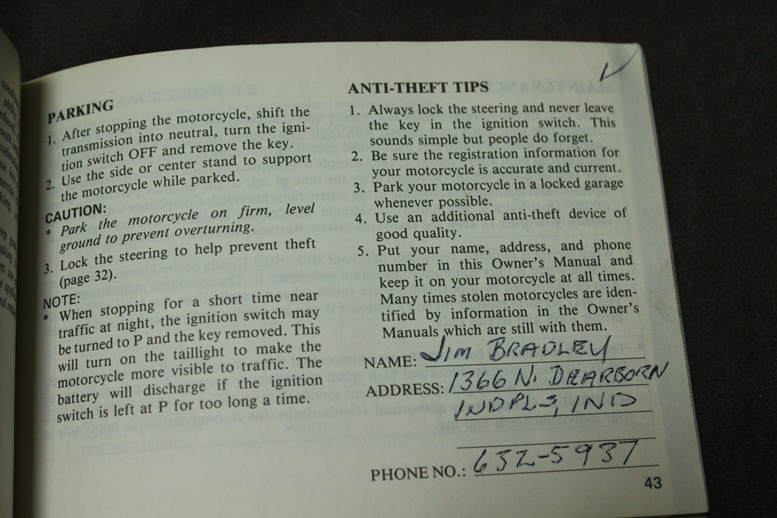 PARKING
1. After stopping the motorcycle, shift the
transmission into neutral, turn the igni-
tion switch OFF and remove the key.
2. Use the side or center stand to support
the motorcycle while parked.
CAUTION:
* Park the motorcycle on firm, level
ground to prevent overturning.
3. Lock the steering to help prevent theft
(page 32).
NOTE:
* When stopping for a short time near
traffic at night, the ignition switch may
be turned to P and the key removed. This
will turn on the taillight to make the
motorcycle more visible to traffic. The
battery will discharge if the ignition
switch is left at P for too long a time.
ANTI-THEFT TIPS
1. Always lock the steering and never leave
the key in the ignition switch. This
sounds simple but people do forget.
2. Be sure the registration information for
your motorcycle is accurate and current.
3. Park your motorcycle in a locked garage
whenever possible.
4. Use an additional anti-theft device of
good quality.
5. Put your name, address, and phone
number in this Owner's Manual and
keep it on your motorcycle at all times.
Many times stolen motorcycles are iden-
tified by information in the Owner's
Manuals which are still with them.
NAME: JIM BRADLEY
ADDRESS: 1366 N. DEARBORN
INDPLS, IND
PHONE NO.: 632-5937
43